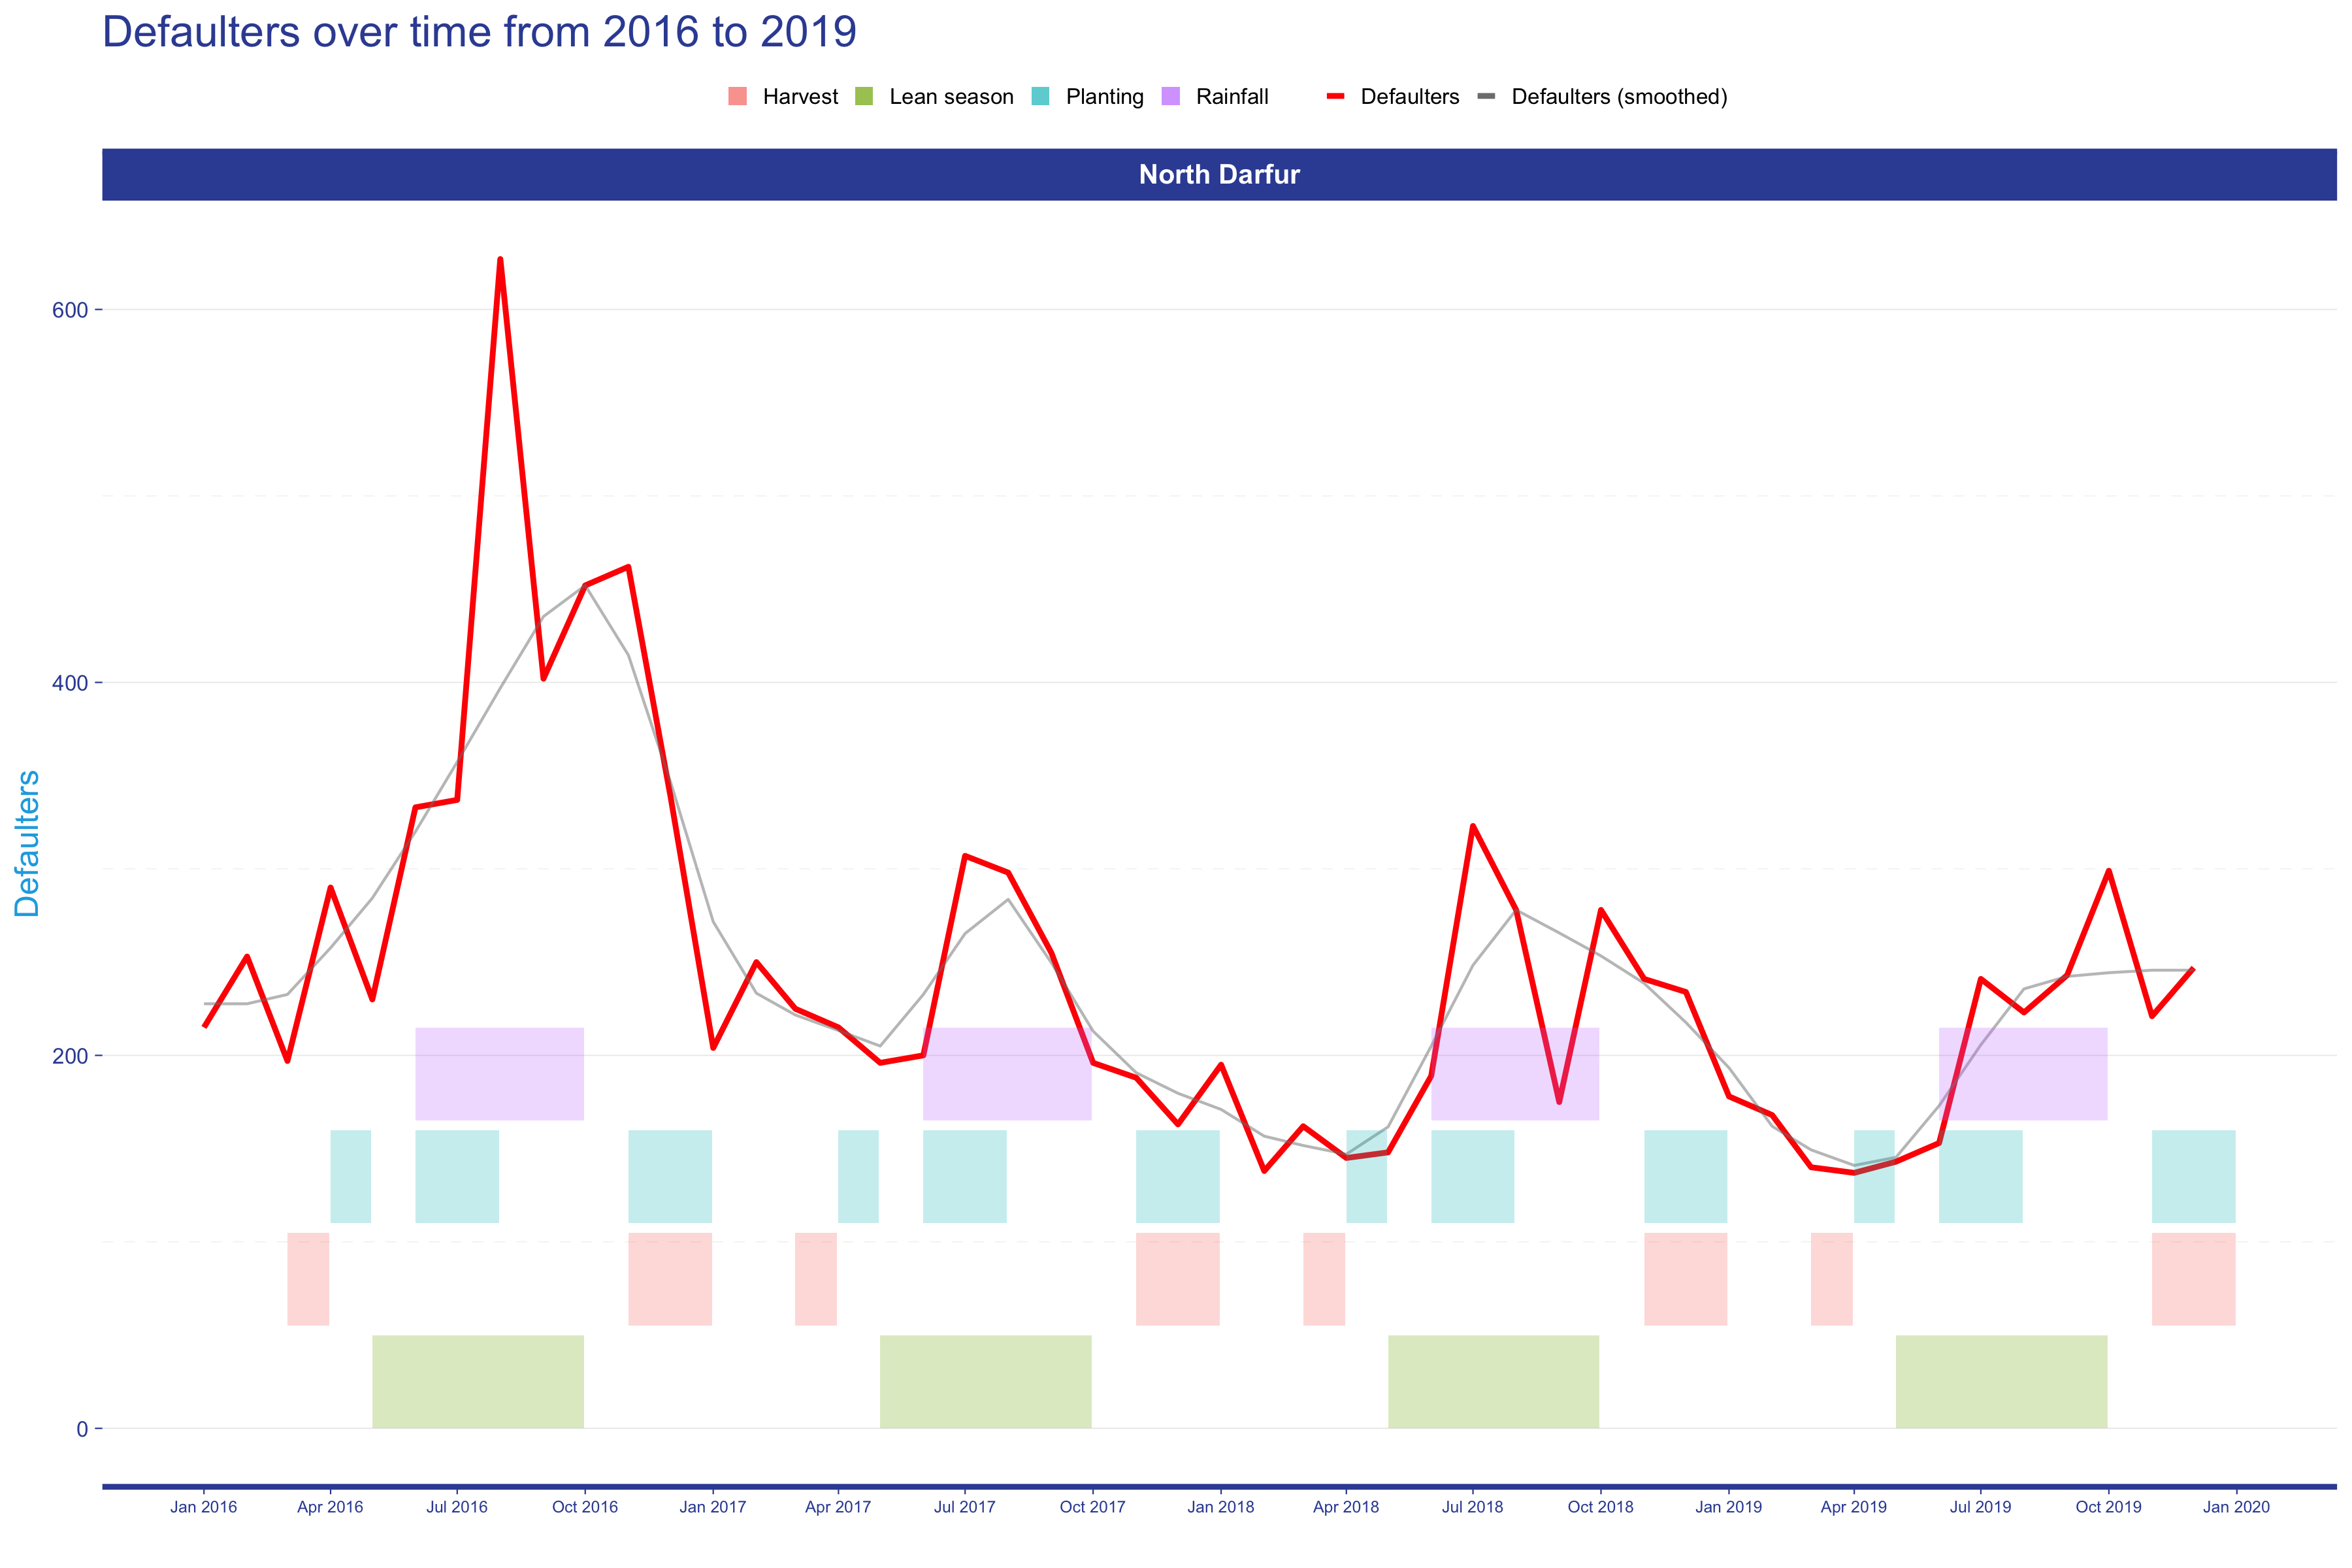 Defaulters over time from 2016 to 2019
Harvest Lean season Planting Rainfall Defaulters Defaulters (smoothed)
North Darfur
Defaulters
600
400
200
0
Jan 2016 Apr 2016 Jul 2016 Oct 2016 Jan 2017 Apr 2017 Jul 2017 Oct 2017 Jan 2018 Apr 2018 Jul 2018 Oct 2018 Jan 2019 Apr 2019 Jul 2019 Oct 2019 Jan 2020